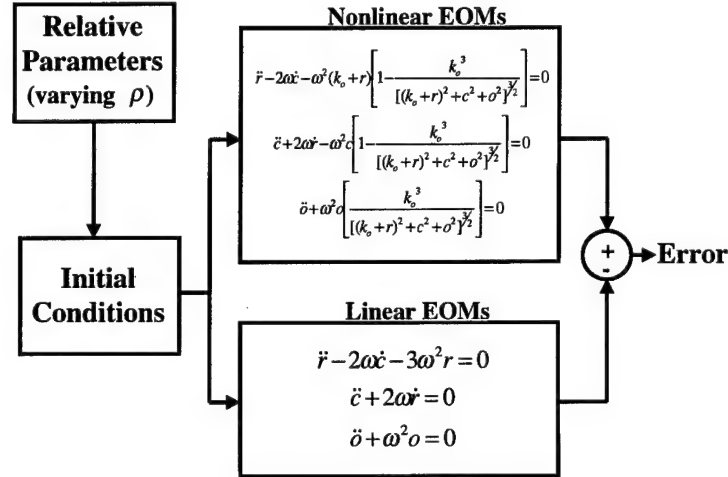 Relative
Parameters
(varying ρ)
Initial
Conditions
Nonlinear EOMs
r̈−2ωċ−ω²(kₒ+r)[1−kₒ³/[(kₒ+r)²+c²+o²]^(3/2)]=0
c̈+2ωṙ−ω²c[1−kₒ³/[(kₒ+r)²+c²+o²]^(3/2)]=0
ö+ω²o[kₒ³/[(kₒ+r)²+c²+o²]^(3/2)]=0
Linear EOMs
r̈−2ωċ−3ω²r=0
c̈+2ωṙ=0
ö+ω²o=0
+
-
Error